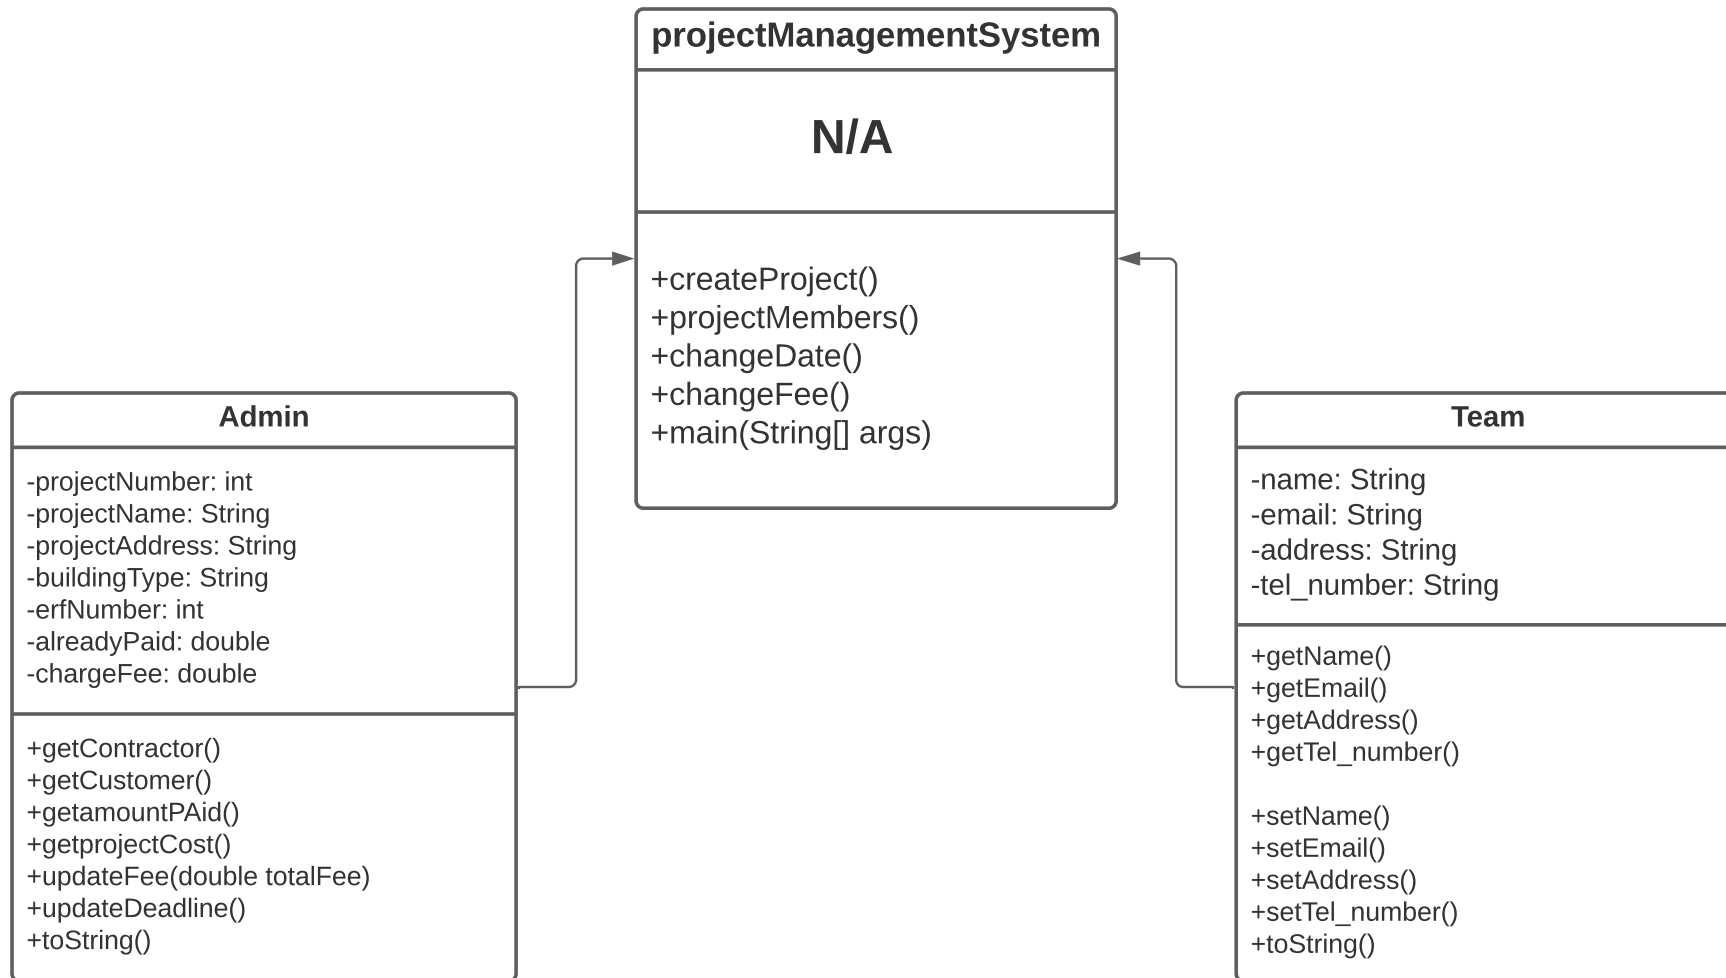 projectManagementSystem
N/A
+createProject()
+projectMembers()
+changeDate()
+changeFee()
+main(String[] args)
Admin
-projectNumber: int
-projectName: String
-projectAddress: String
-buildingType: String
-erfNumber: int
-alreadyPaid: double
-chargeFee: double
+getContractor()
+getCustomer()
+getamountPAid()
+getprojectCost()
+updateFee(double totalFee)
+updateDeadline()
+toString()
Team
-name: String
-email: String
-address: String
-tel_number: String
+getName()
+getEmail()
+getAddress()
+getTel_number()
+setName()
+setEmail()
+setAddress()
+setTel_number()
+toString()